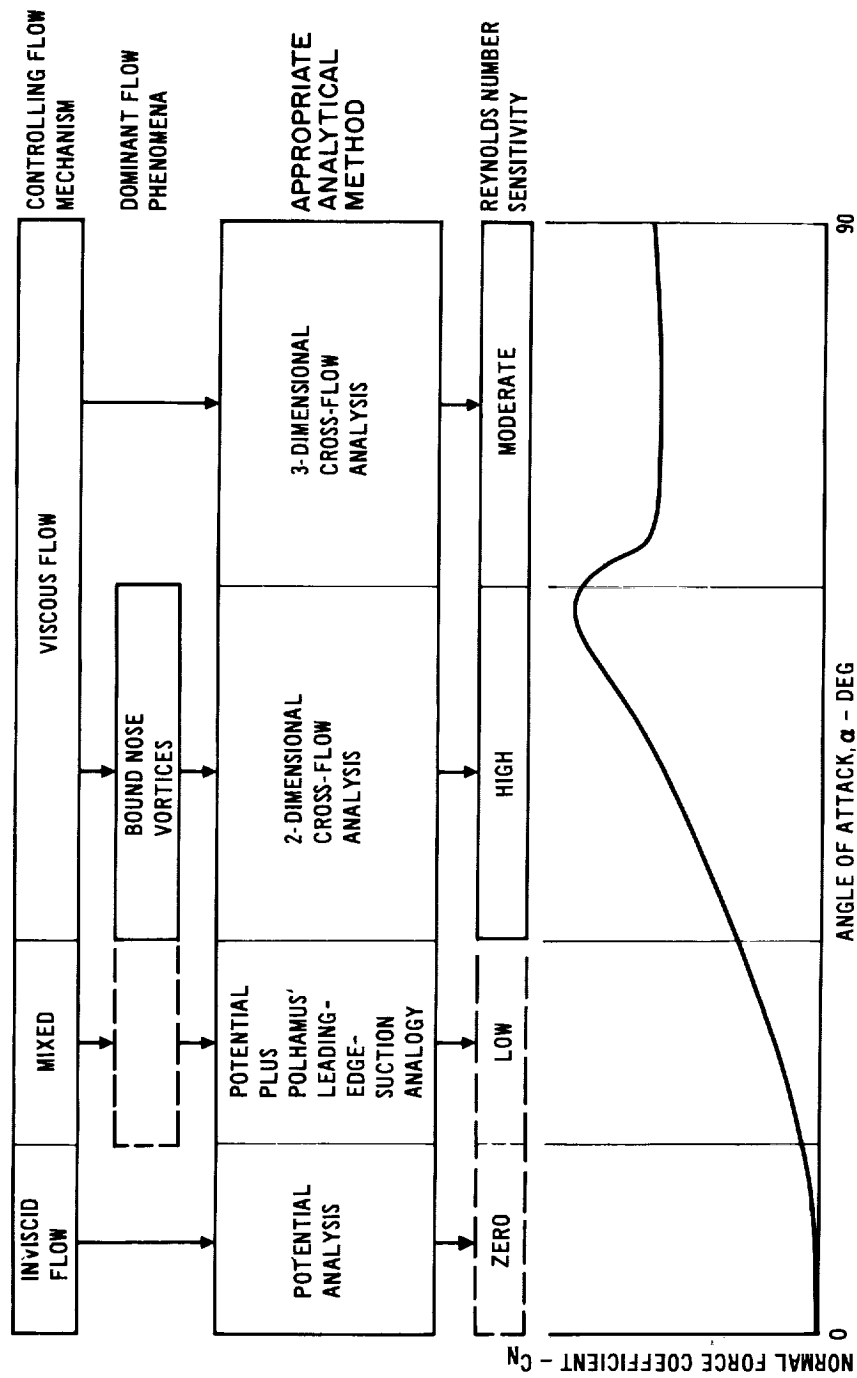 CONTROLLING FLOW
MECHANISM
INVISCID
FLOW
MIXED
VISCOUS FLOW
DOMINANT FLOW
PHENOMENA
BOUND NOSE
VORTICES
APPROPRIATE
ANALYTICAL
METHOD
POTENTIAL
ANALYSIS
POTENTIAL
PLUS
POLHAMUS'
LEADING-
EDGE-
SUCTION
ANALOGY
2-DIMENSIONAL
CROSS-FLOW
ANALYSIS
3-DIMENSIONAL
CROSS-FLOW
ANALYSIS
REYNOLDS NUMBER
SENSITIVITY
ZERO
LOW
HIGH
MODERATE
NORMAL FORCE COEFFICIENT - CN
0
90
ANGLE OF ATTACK, α - DEG